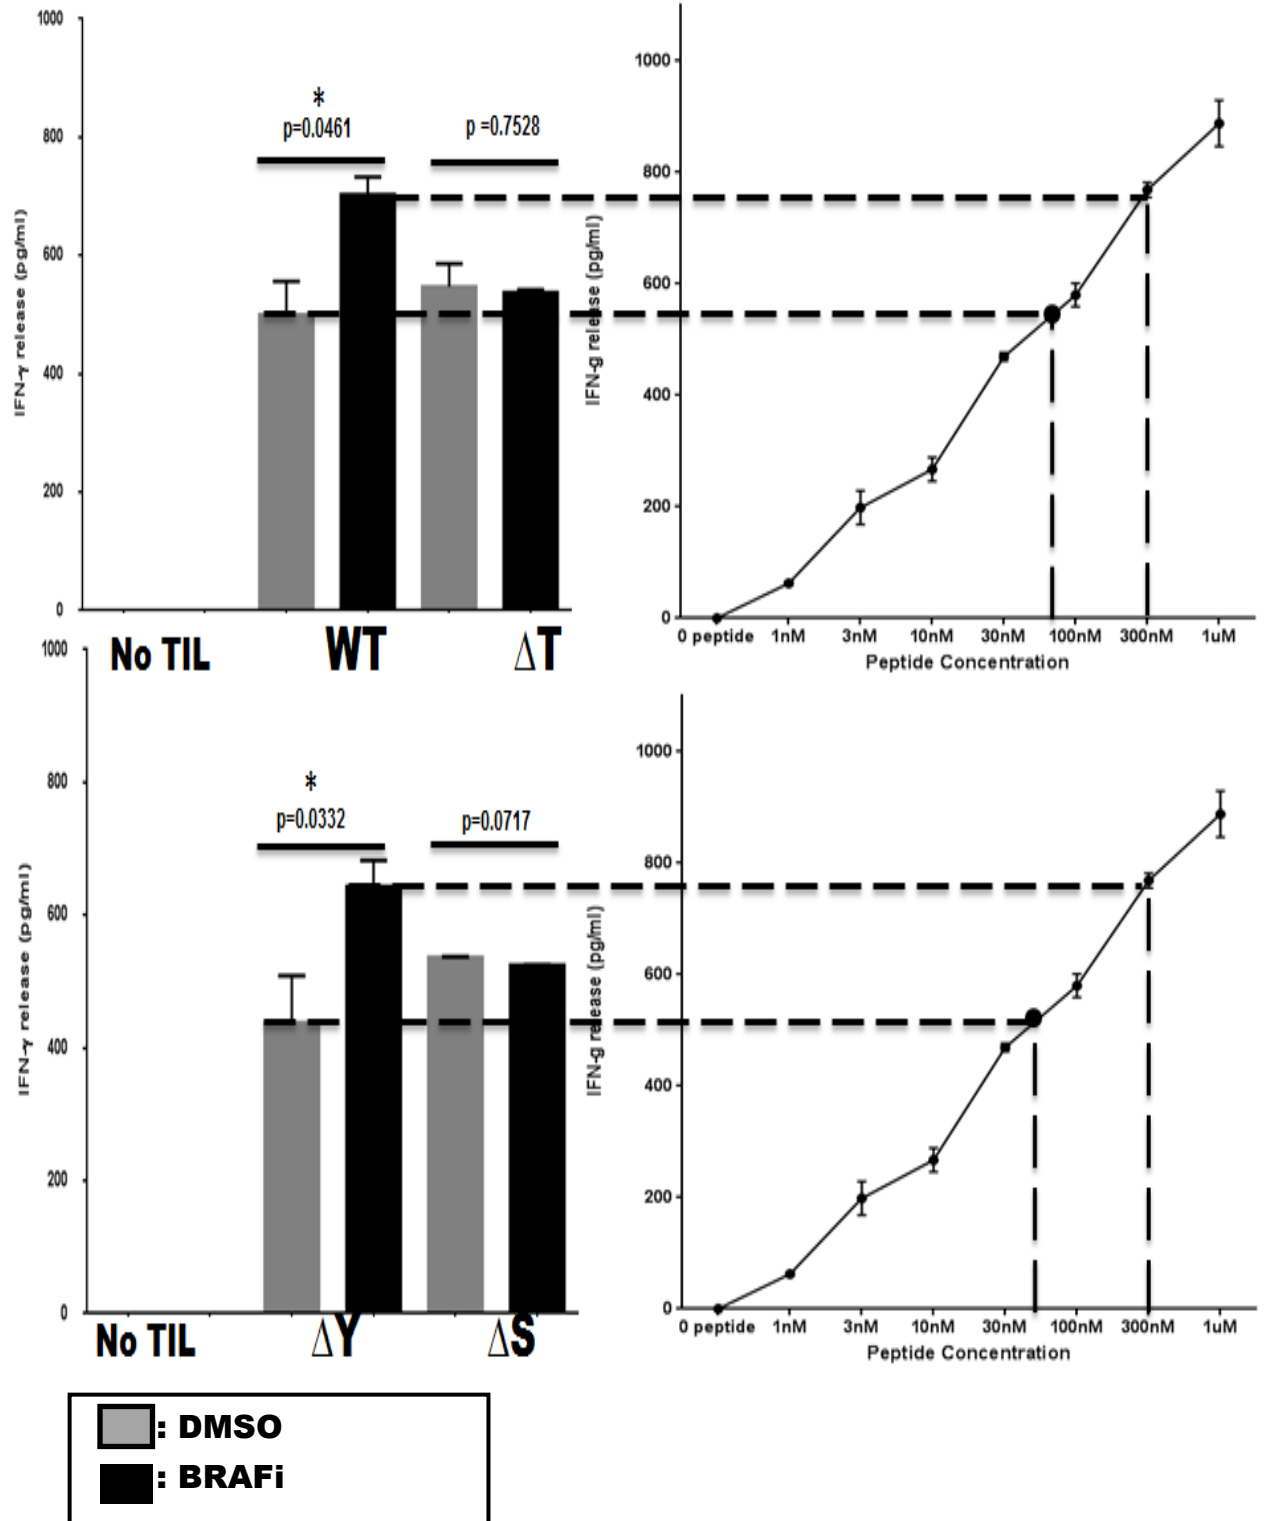 1000
800
600
400
200
0
IFN-γ release (pg/ml)
*
p=0.0461
p =0.7528
No TIL
WT
ΔT
1000
800
600
400
200
0
IFN-g release (pg/ml)
0 peptide 1nM 3nM 10nM 30nM 100nM 300nM 1uM
Peptide Concentration
1000
800
600
400
200
0
IFN-γ release (pg/ml)
*
p=0.0332
p=0.0717
No TIL
ΔY
ΔS
1000
800
600
400
200
0
IFN-g release (pg/ml)
0 peptide 1nM 3nM 10nM 30nM 100nM 300nM 1uM
Peptide Concentration
: DMSO
: BRAFi